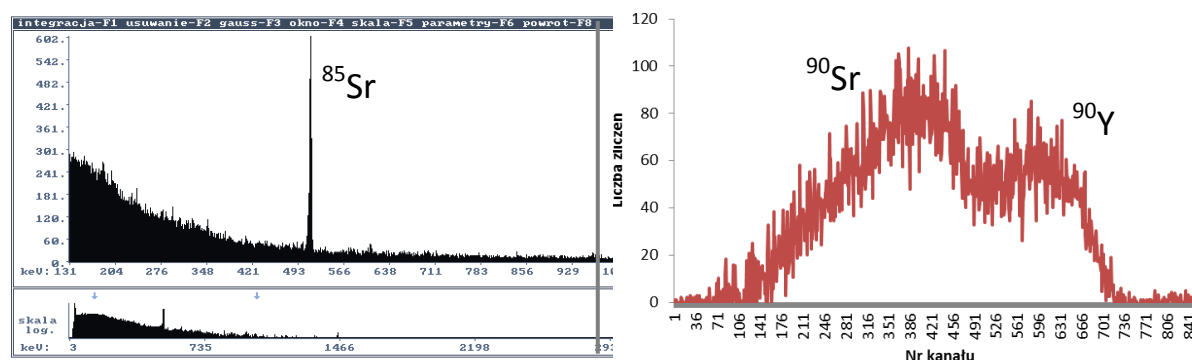 integracja-F1 usuwanie-F2 gauss-F3 okno-F4 skala-F5 parametry-F6 powrot-F8
602.
542.
482.
421.
361.
301.
241.
181.
120.
60.
0.
85Sr
keV: 131 204 276 348 421 493 566 638 711 783 856 929 10
skala
log.
keV: 3 735 1466 2198 293
120
100
80
60
40
20
0
Liczba zliczeń
90Sr
90Y
1 36 71 106 141 176 211 246 281 316 351 386 421 456 491 526 561 596 631 666 701 736 771 806 841
Nr kanału